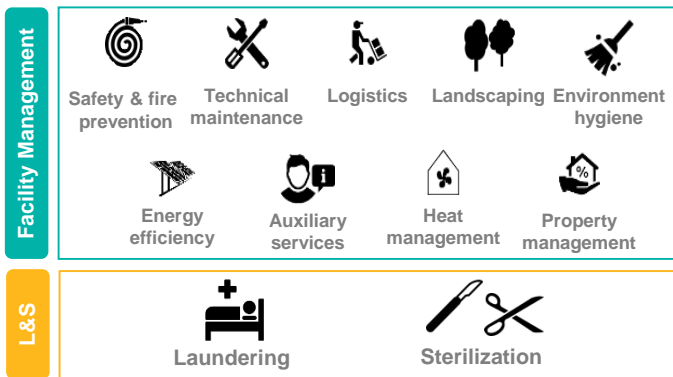 Facility Management
Safety & fire
prevention
Technical
maintenance
Logistics
Landscaping
Environment
hygiene
i
Energy
efficiency
Auxiliary
services
Heat
management
%
Property
management
L&S
Laundering
Sterilization